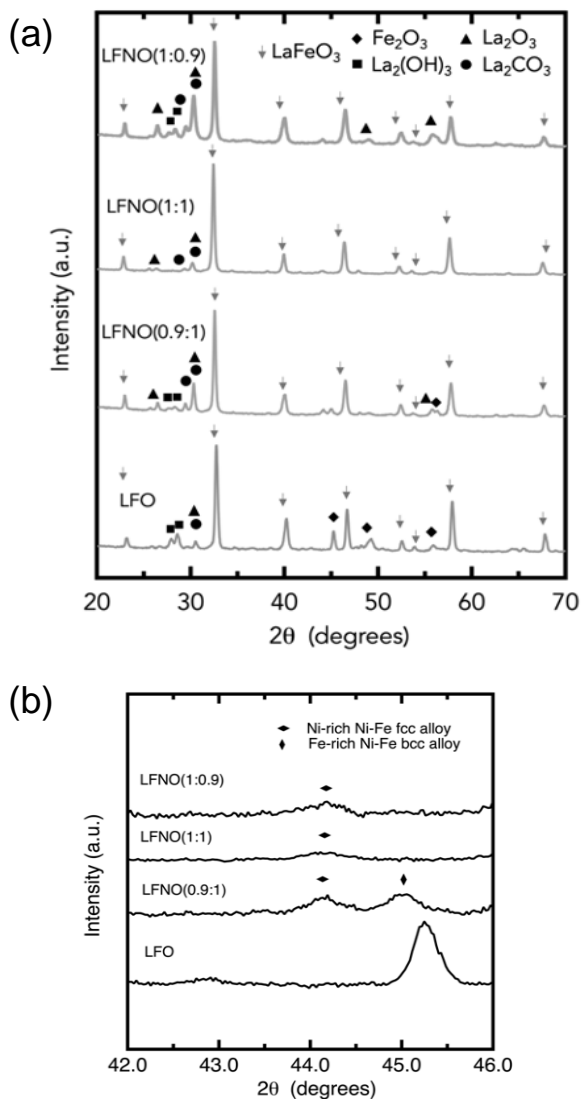 (a)
LFNO(1:0.9)
LaFeO₃
Fe₂O₃
La₂O₃
La₂(OH)₃
La₂CO₃
LFNO(1:1)
LFNO(0.9:1)
LFO
Intensity (a.u.)
20 30 40 50 60 70
2θ (degrees)
(b)
Ni-rich Ni-Fe fcc alloy
Fe-rich Ni-Fe bcc alloy
LFNO(1:0.9)
LFNO(1:1)
LFNO(0.9:1)
LFO
Intensity (a.u.)
42.0 43.0 44.0 45.0 46.0
2θ (degrees)